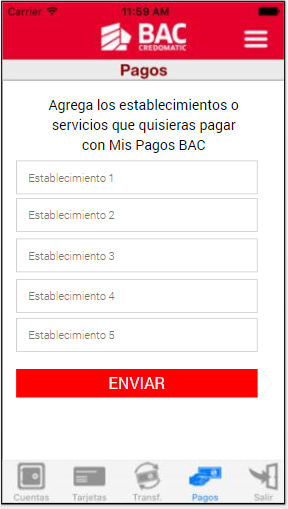 Carrier
11:59 AM
BAC
CREDOMATIC
Pagos
Agrega los establecimientos o
servicios que quisieras pagar
con Mis Pagos BAC
Establecimiento 1
Establecimiento 2
Establecimiento 3
Establecimiento 4
Establecimiento 5
ENVIAR
Cuentas
Tarjetas
Transf.
Pagos
Salir